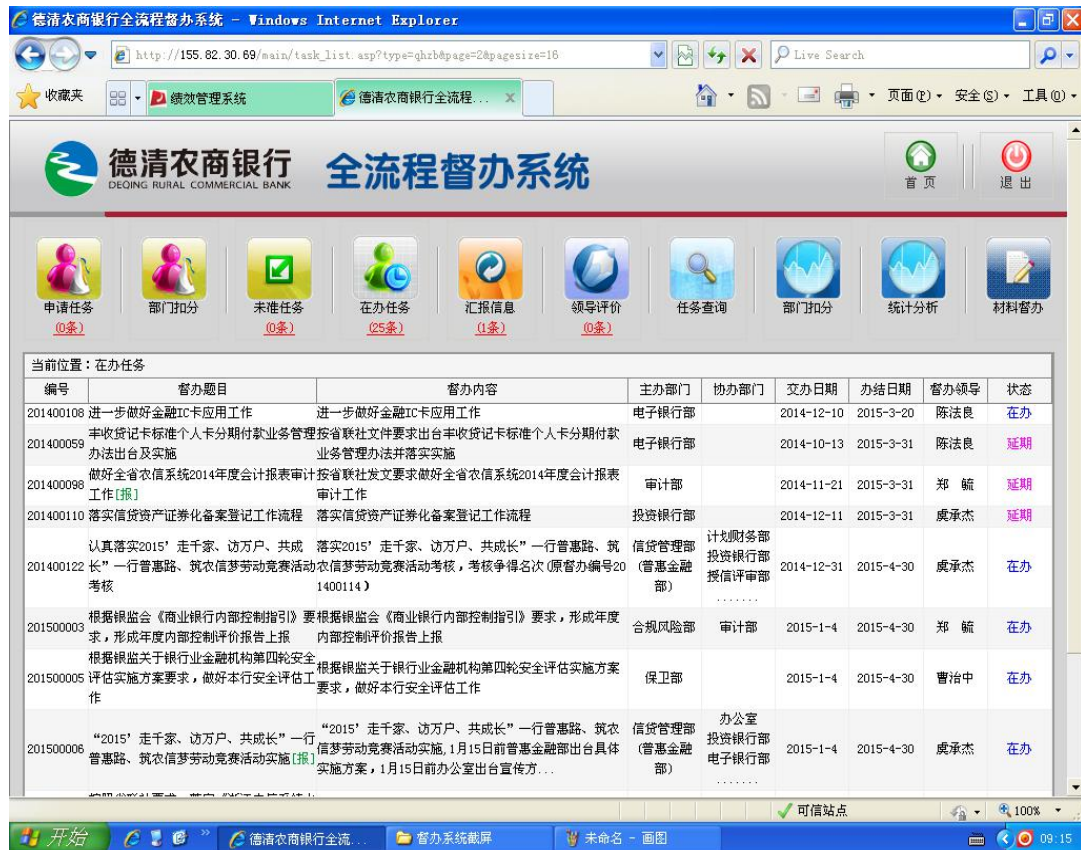 德清农商银行全流程督办系统 - Windows Internet Explorer
http://155.82.30.69/main/task_list.asp?type=qhzb&page=2&pagesize=16
Live Search
收藏夹
绩效管理系统
德清农商银行全流程...
页面(P)
安全(S)
工具(O)
德清农商银行
DEQING RURAL COMMERCIAL BANK
全流程督办系统
首 页
退 出
申请任务
部门扣分
未准任务
在办任务
汇报信息
领导评价
任务查询
部门扣分
统计分析
材料督办
(0条)
(0条)
(25条)
(1条)
(0条)
当前位置：在办任务
编号 督办题目 督办内容 主办部门 协办部门 交办日期 办结日期 督办领导 状态
201400108 进一步做好金融IC卡应用工作 进一步做好金融IC卡应用工作 电子银行部 2014-12-10 2015-3-20 陈法良 在办
201400059 丰收贷记卡标准个人卡分期付款业务管理 按省联社文件要求出台丰收贷记卡标准个人卡分期付款 电子银行部 2014-10-13 2015-3-31 陈法良 延期
办法出台及实施 业务管理办法并落实实施
201400098 做好全省农信系统2014年度会计报表审计 按省联社发文要求做好全省农信系统2014年度会计报表 审计部 2014-11-21 2015-3-31 郑 毓 延期
工作[报] 审计工作
201400110 落实信贷资产证券化备案登记工作流程 落实信贷资产证券化备案登记工作流程 投资银行部 2014-12-11 2015-3-31 虞承杰 延期
认真落实2015’走千家、访万户、共成 落实2015’走千家、访万户、共成长”一行普惠路、筑 信贷管理部 计划财务部
201400122 长”一行普惠路、筑农信梦劳动竞赛活动 农信梦劳动竞赛活动考核，考核争得名次(原督办编号20 (普惠金融 投资银行部 2014-12-31 2015-4-30 虞承杰 在办
考核 1400114) 部) 授信评审部
.......
201500003 根据银监会《商业银行内部控制指引》要 根据银监会《商业银行内部控制指引》要求，形成年度 合规风险部 审计部 2015-1-4 2015-4-30 郑 毓 在办
求，形成年度内部控制评价报告上报 内部控制评价报告上报
根据银监关于银行业金融机构第四轮安全 根据银监关于银行业金融机构第四轮安全评估实施方案
201500005 评估实施方案要求，做好本行安全评估工 要求，做好本行安全评估工作 保卫部 2015-1-4 2015-4-30 曹治中 在办
作
“2015’走千家、访万户、共成长”一行 “2015’走千家、访万户、共成长”一行普惠路、筑农 信贷管理部 办公室
201500006 普惠路、筑农信梦劳动竞赛活动实施[报] 信梦劳动竞赛活动实施,1月15日前普惠金融部出台具体 (普惠金融 投资银行部 2015-1-4 2015-4-30 虞承杰 在办
实施方案，1月15日前办公室出台宣传方... 部) 电子银行部
.......
可信站点
100%
开始
德清农商银行全流...
督办系统截屏
未命名 - 画图
09:15